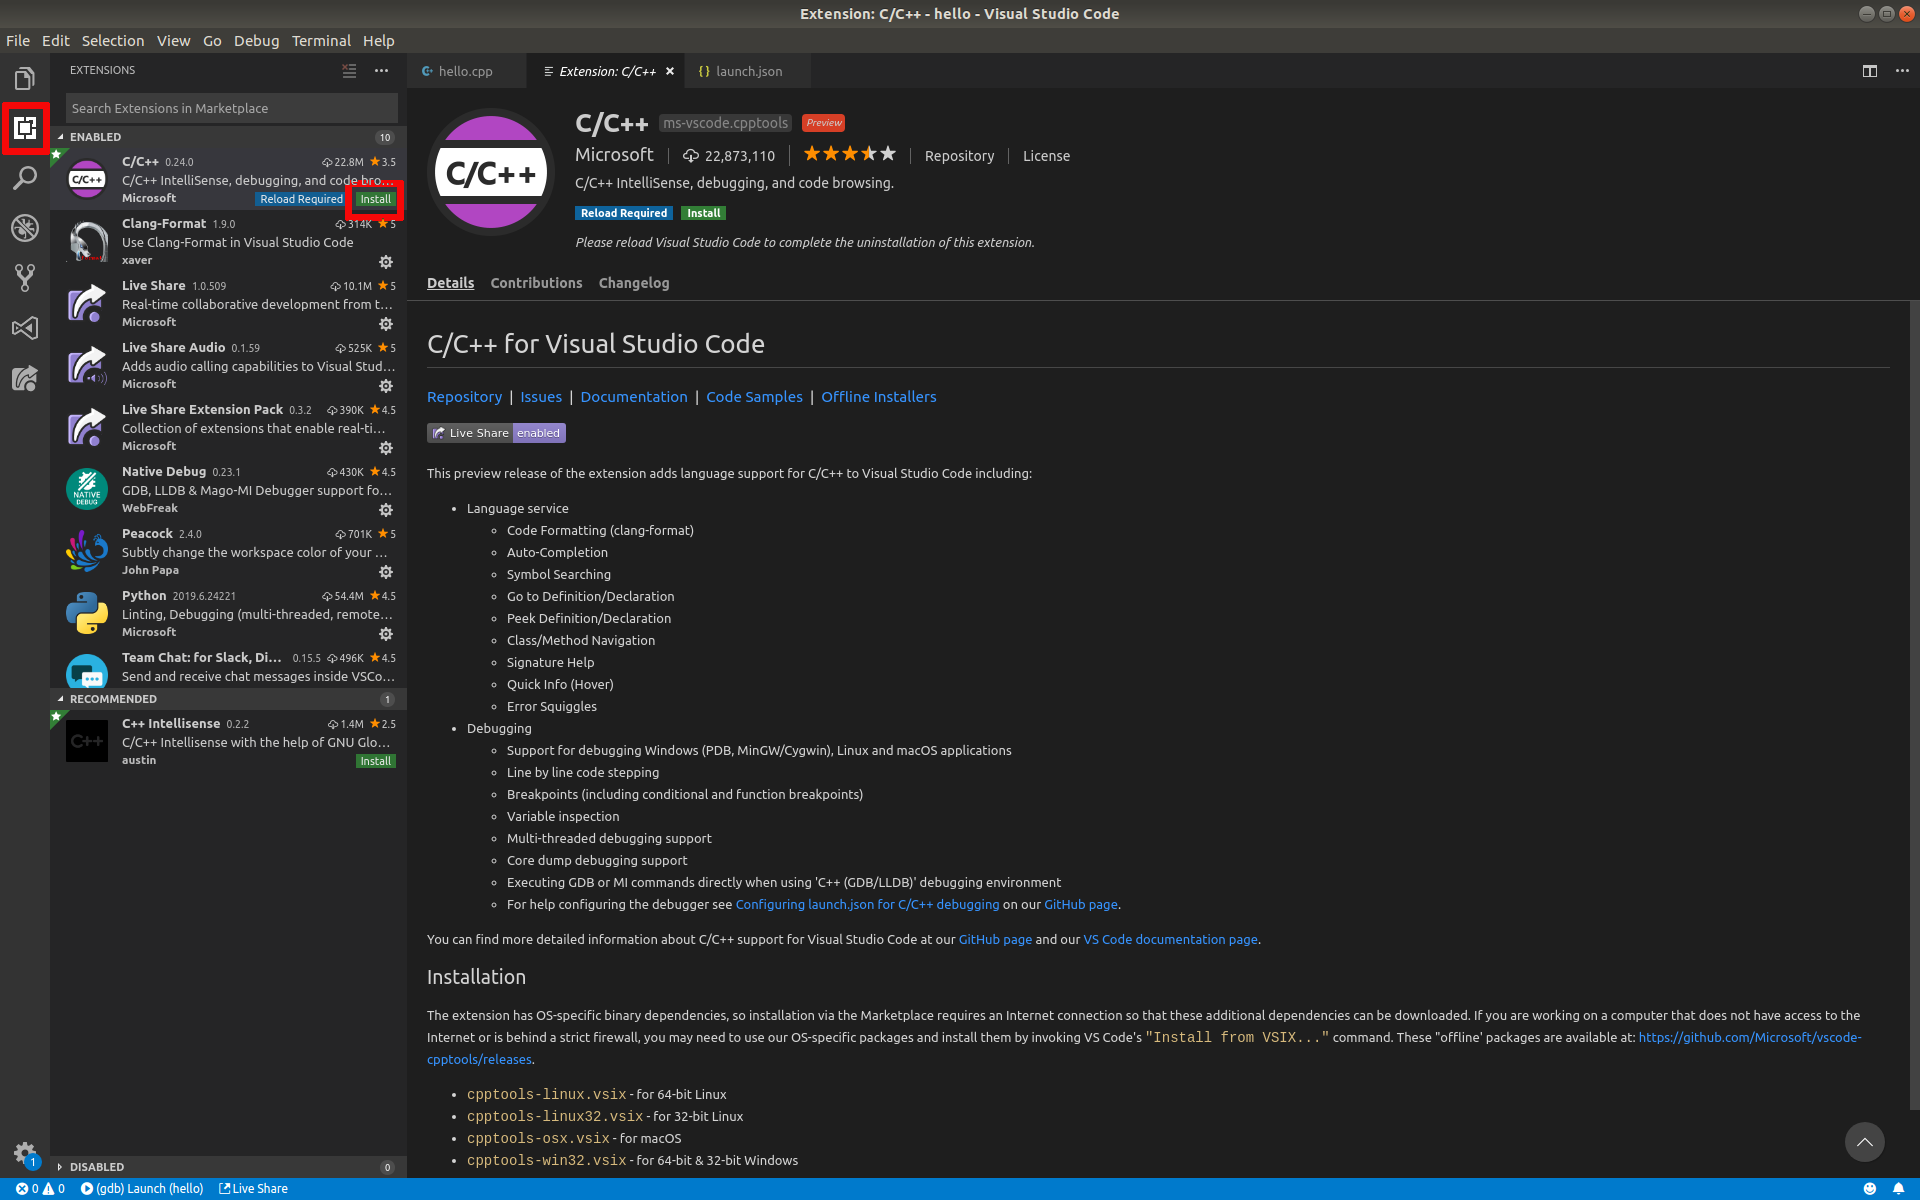 Extension: C/C++ - hello - Visual Studio Code
File Edit Selection View Go Debug Terminal Help
EXTENSIONS
Search Extensions in Marketplace
ENABLED 10
C/C++ 0.24.0 22.8M 3.5
C/C++ IntelliSense, debugging, and code bro...
Microsoft Reload Required Install
Clang-Format 1.9.0 314K 5
Use Clang-Format in Visual Studio Code
xaver
Live Share 1.0.509 10.1M 5
Real-time collaborative development from t...
Microsoft
Live Share Audio 0.1.59 525K 5
Adds audio calling capabilities to Visual Stud...
Microsoft
Live Share Extension Pack 0.3.2 390K 4.5
Collection of extensions that enable real-ti...
Microsoft
NATIVE
DEBUG
Native Debug 0.23.1 430K 4.5
GDB, LLDB & Mago-MI Debugger support fo...
WebFreak
Peacock 2.4.0 701K 5
Subtly change the workspace color of your ...
John Papa
Python 2019.6.24221 54.4M 4.5
Linting, Debugging (multi-threaded, remote...
Microsoft
Team Chat: for Slack, Di... 0.15.5 496K 4.5
Send and receive chat messages inside VSCo...
RECOMMENDED 1
C++
C++ Intellisense 0.2.2 1.4M 2.5
C/C++ Intellisense with the help of GNU Glo...
austin Install
DISABLED 0
1
hello.cpp Extension: C/C++ {} launch.json
C/C++
C/C++ ms-vscode.cpptools Preview
Microsoft | 22,873,110 | | Repository | License
C/C++ IntelliSense, debugging, and code browsing.
Reload Required Install
Please reload Visual Studio Code to complete the uninstallation of this extension.
Details Contributions Changelog
C/C++ for Visual Studio Code
Repository | Issues | Documentation | Code Samples | Offline Installers
Live Share enabled
This preview release of the extension adds language support for C/C++ to Visual Studio Code including:
Language service
Code Formatting (clang-format)
Auto-Completion
Symbol Searching
Go to Definition/Declaration
Peek Definition/Declaration
Class/Method Navigation
Signature Help
Quick Info (Hover)
Error Squiggles
Debugging
Support for debugging Windows (PDB, MinGW/Cygwin), Linux and macOS applications
Line by line code stepping
Breakpoints (including conditional and function breakpoints)
Variable inspection
Multi-threaded debugging support
Core dump debugging support
Executing GDB or MI commands directly when using 'C++ (GDB/LLDB)' debugging environment
For help configuring the debugger see Configuring launch.json for C/C++ debugging on our GitHub page.
You can find more detailed information about C/C++ support for Visual Studio Code at our GitHub page and our VS Code documentation page.
Installation
The extension has OS-specific binary dependencies, so installation via the Marketplace requires an Internet connection so that these additional dependencies can be downloaded. If you are working on a computer that does not have access to the
Internet or is behind a strict firewall, you may need to use our OS-specific packages and install them by invoking VS Code's "Install from VSIX..." command. These "offline' packages are available at: https://github.com/Microsoft/vscode-
cpptools/releases.
cpptools-linux.vsix - for 64-bit Linux
cpptools-linux32.vsix - for 32-bit Linux
cpptools-osx.vsix - for macOS
cpptools-win32.vsix - for 64-bit & 32-bit Windows
0 0 (gdb) Launch (hello) Live Share